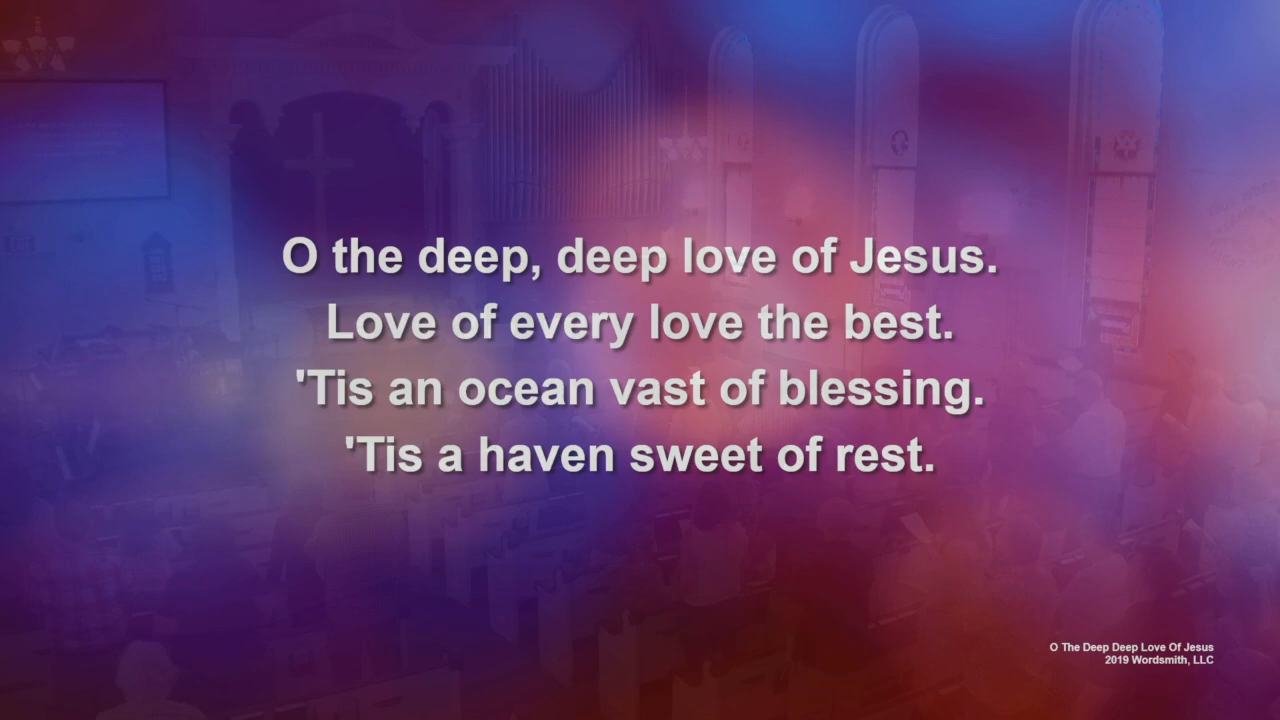 O the deep, deep love of Jesus.
Love of every love the best.
'Tis an ocean vast of blessing.
'Tis a haven sweet of rest.
O The Deep Deep Love Of Jesus
2019 Wordsmith, LLC